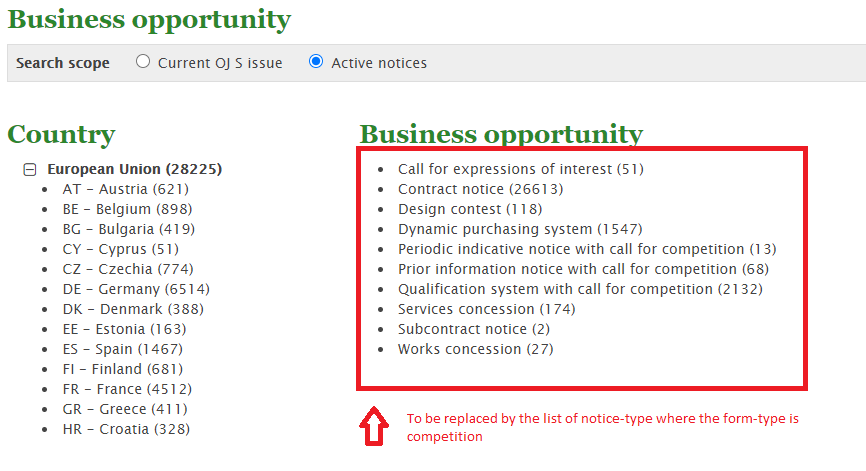 Business opportunity
Search scope Current OJ S issue Active notices
Country
European Union (28225)
AT – Austria (621)
BE – Belgium (898)
BG – Bulgaria (419)
CY – Cyprus (51)
CZ – Czechia (774)
DE – Germany (6514)
DK – Denmark (388)
EE – Estonia (163)
ES – Spain (1467)
FI – Finland (681)
FR – France (4512)
GR – Greece (411)
HR – Croatia (328)
Business opportunity
Call for expressions of interest (51)
Contract notice (26613)
Design contest (118)
Dynamic purchasing system (1547)
Periodic indicative notice with call for competition (13)
Prior information notice with call for competition (68)
Qualification system with call for competition (2132)
Services concession (174)
Subcontract notice (2)
Works concession (27)
To be replaced by the list of notice-type where the form-type is
competition